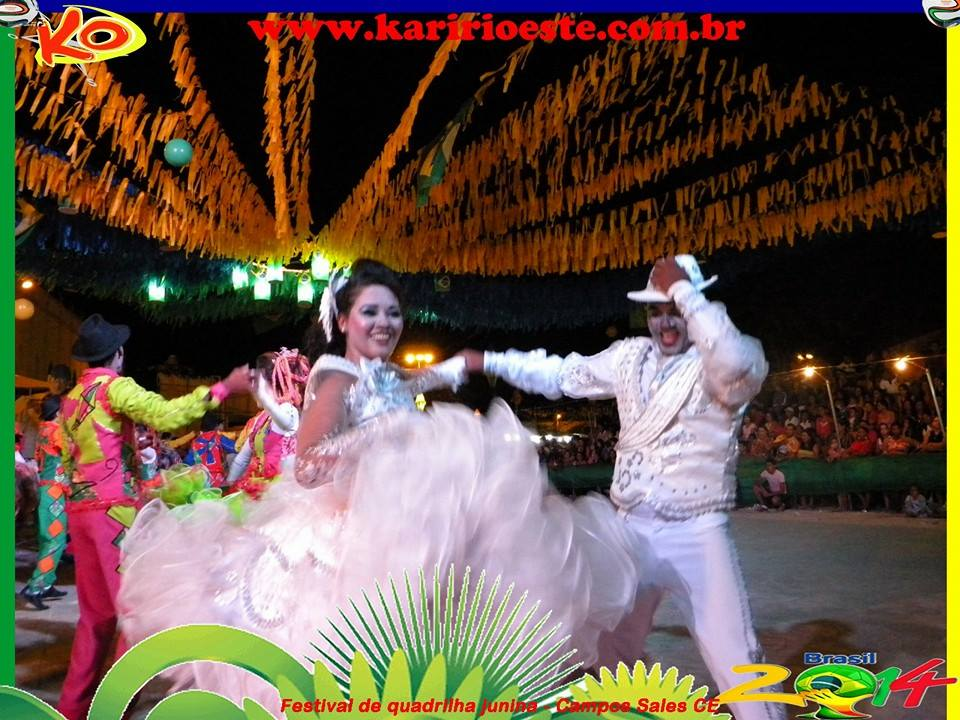 KO
www.karirioeste.com.br
Brasil
2014
Festival de quadrilha junina - Campos Sales CE